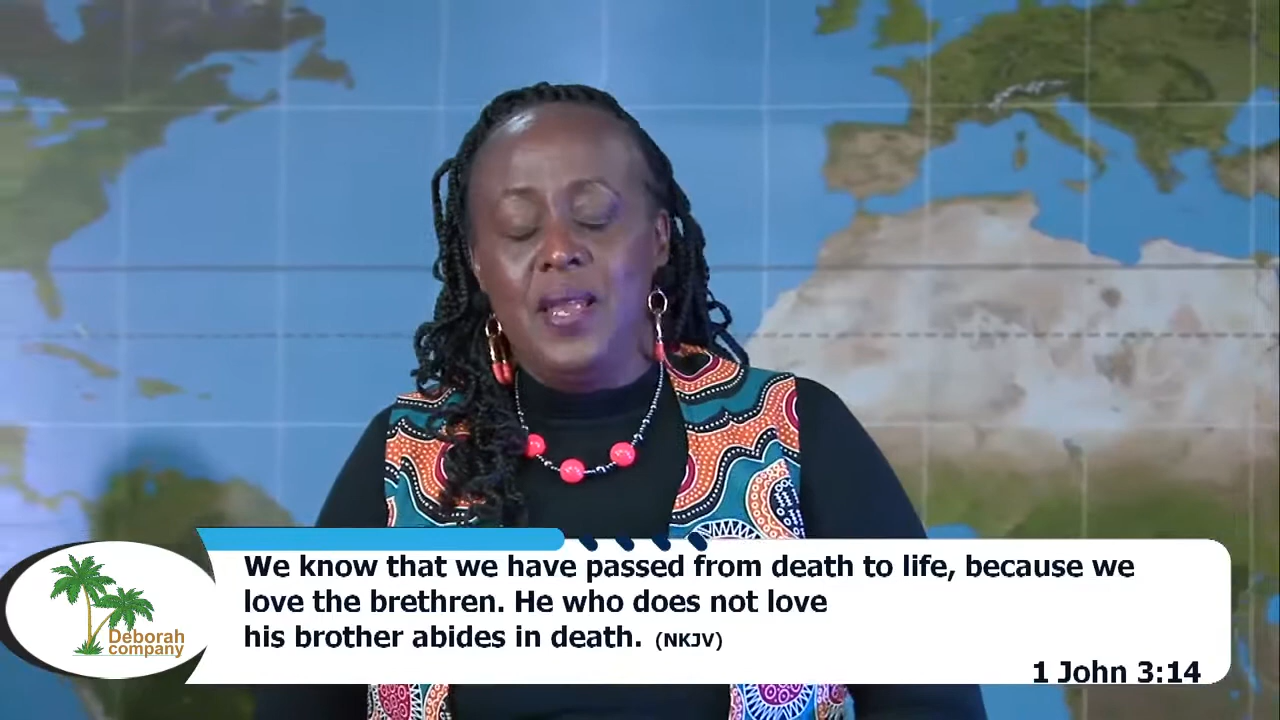 We know that we have passed from death to life, because we
love the brethren. He who does not love
his brother abides in death. (NKJV)
1 John 3:14
Deborah
company